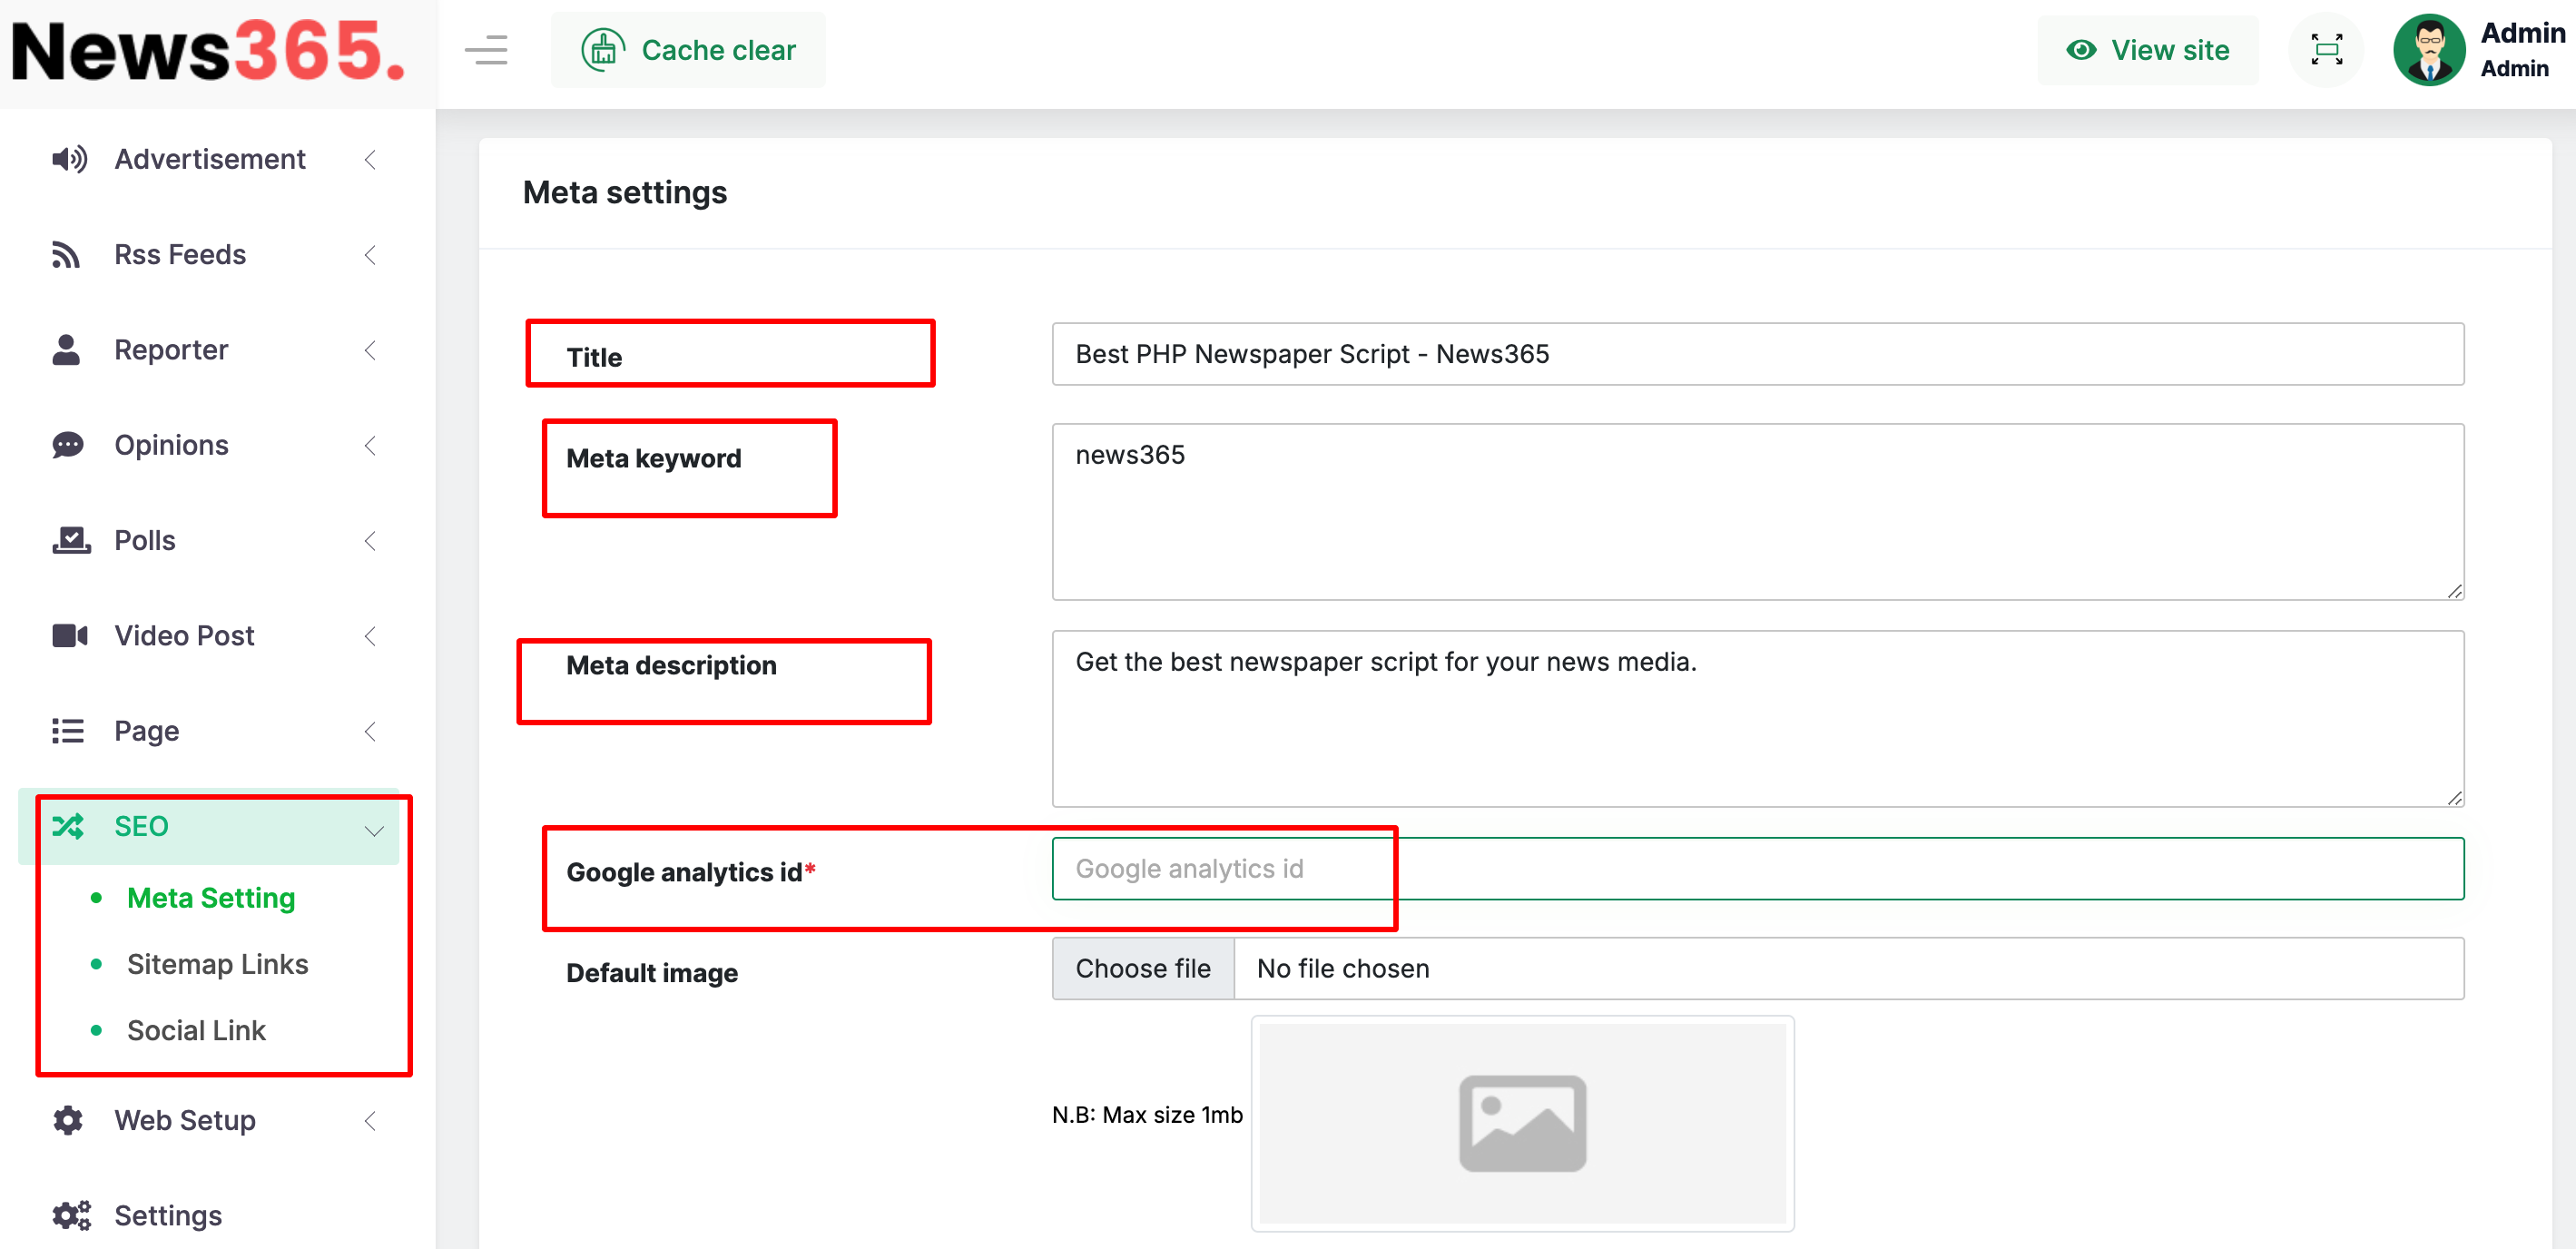 News365.
Cache clear
View site
Admin
Admin
Advertisement
Rss Feeds
Reporter
Opinions
Polls
Video Post
Page
SEO
Meta Setting
Sitemap Links
Social Link
Web Setup
Settings
Meta settings
Title
Best PHP Newspaper Script - News365
Meta keyword
news365
Meta description
Get the best newspaper script for your news media.
Google analytics id*
Google analytics id
Default image
Choose file No file chosen
N.B: Max size 1mb